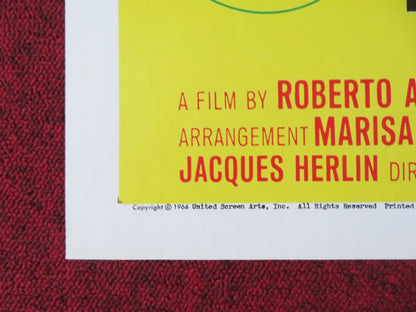 A FILM BY ROBERTO A
ARRANGEMENT MARISA
JACQUES HERLIN DIR
Copyright © 1966 United Screen Arts, Inc. All Rights Reserved Printed